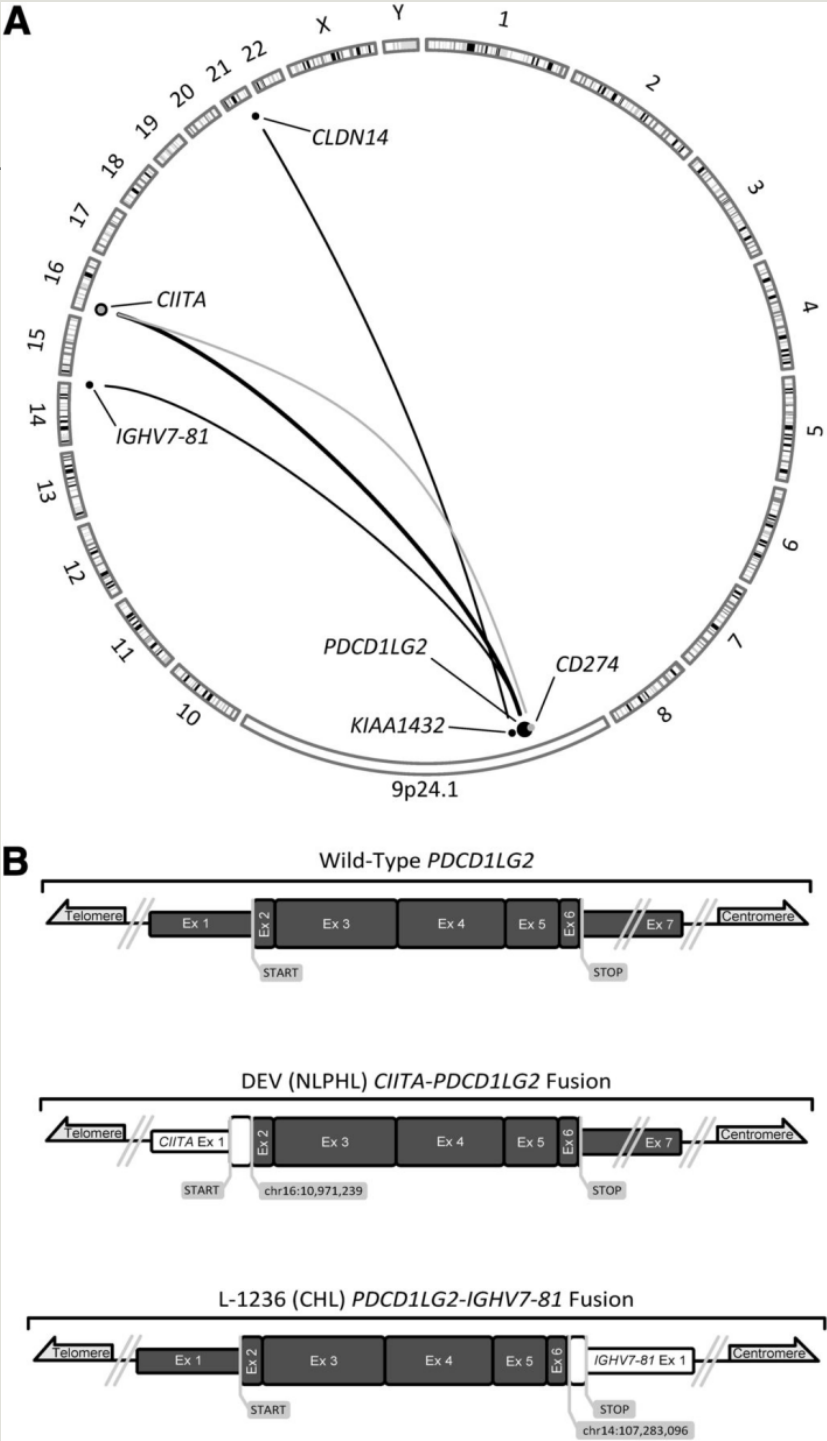 A
1
2
3
4
5
6
7
8
9p24.1
10
11
12
13
14
15
16
17
18
19
20
21
22
X
Y
CLDN14
CIITA
IGHV7-81
PDCD1LG2
CD274
KIAA1432
B
Wild-Type PDCD1LG2
Telomere Ex 1 Ex 2 Ex 3 Ex 4 Ex 5 Ex 6 Ex 7 Centromere
START STOP
DEV (NLPHL) CIITA-PDCD1LG2 Fusion
Telomere CIITA Ex 1 Ex 2 Ex 3 Ex 4 Ex 5 Ex 6 Ex 7 Centromere
START chr16:10,971,239 STOP
L-1236 (CHL) PDCD1LG2-IGHV7-81 Fusion
Telomere Ex 1 Ex 2 Ex 3 Ex 4 Ex 5 Ex 6 IGHV7-81 Ex 1 Centromere
START STOP
chr14:107,283,096